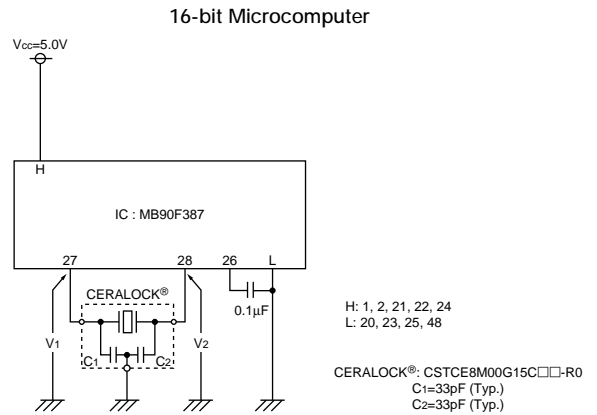 16-bit Microcomputer
Vcc=5.0V
H
IC : MB90F387
27 28 26 L
CERALOCK®
0.1μF
V1 C1 C2 V2
H: 1, 2, 21, 22, 24
L: 20, 23, 25, 48
CERALOCK®: CSTCE8M00G15C□□-R0
C1=33pF (Typ.)
C2=33pF (Typ.)